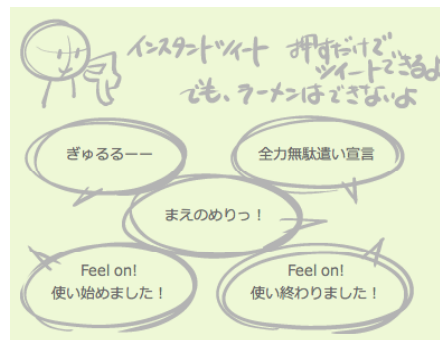 インスタントツイート 押すだけで
ツイートできるよ
でも、ラーメンはできないよ
ぎゅるるーー
全力無駄遣い宣言
まえのめりっ！
Feel on!
使い始めました！
Feel on!
使い終わりました！